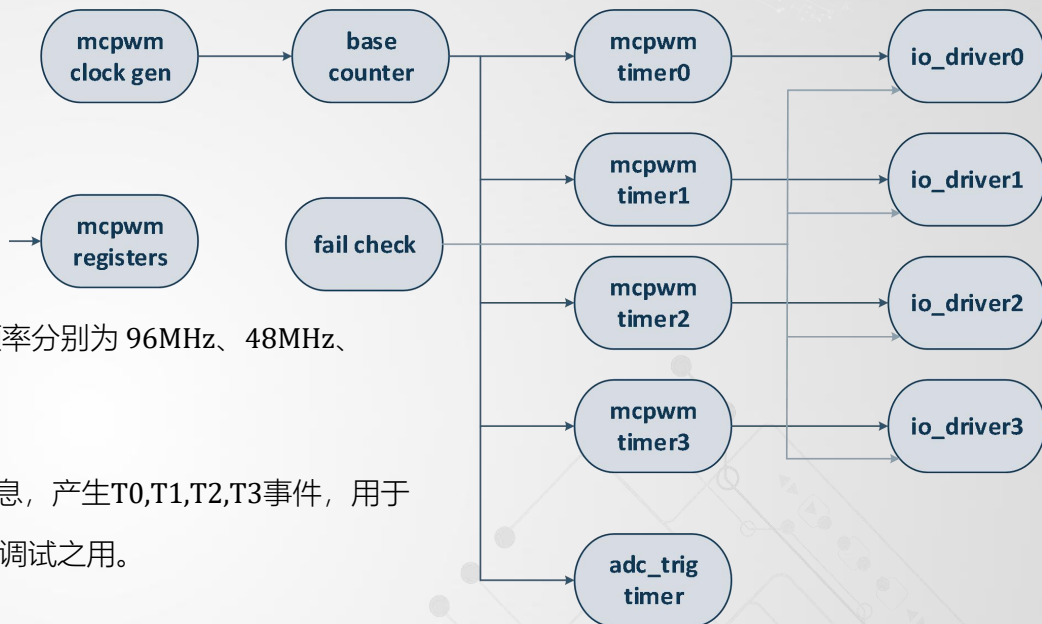 mcpwm
clock gen
base
counter
mcpwm
timer0
io_driver0
mcpwm
timer1
io_driver1
mcpwm
registers
fail check
mcpwm
timer2
io_driver2
率分别为 96MHz、48MHz、
mcpwm
timer3
io_driver3
息，产生T0,T1,T2,T3事件，用于
调试之用。
adc_trig
timer